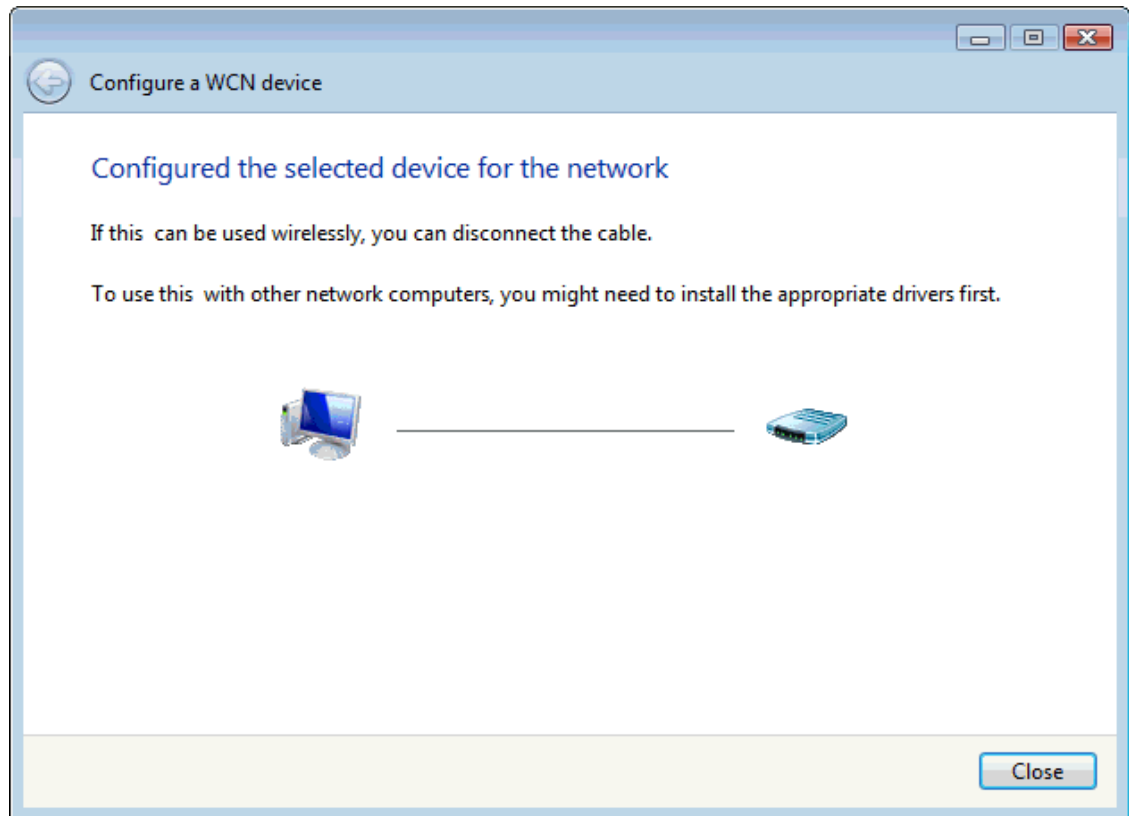 Configure a WCN device
Configured the selected device for the network
If this  can be used wirelessly, you can disconnect the cable.
To use this  with other network computers, you might need to install the appropriate drivers first.
Close